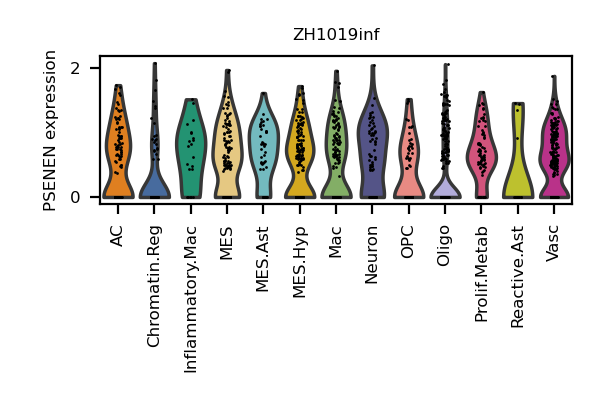 ZH1019inf
PSENEN expression
2
0
AC
Chromatin.Reg
Inflammatory.Mac
MES
MES.Ast
MES.Hyp
Mac
Neuron
OPC
Oligo
Prolif.Metab
Reactive.Ast
Vasc